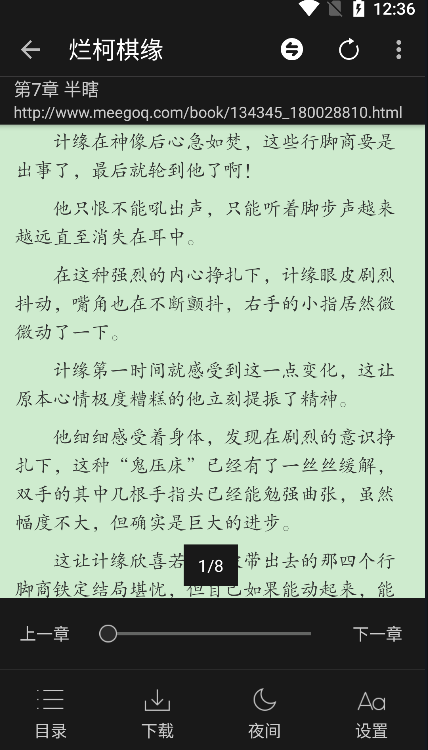 12:36
烂柯棋缘
第7章 半瞎
http://www.meegoq.com/book/134345_180028810.html
计缘在神像后心急如焚，这些行脚商要是
出事了，最后就轮到他了啊！
他只恨不能吼出声，只能听着脚步声越来
越远直至消失在耳中。
在这种强烈的内心挣扎下，计缘眼皮剧烈
抖动，嘴角也在不断颤抖，右手的小指居然微
微动了一下。
计缘第一时间就感受到这一点变化，这让
原本心情极度糟糕的他立刻提振了精神。
他细细感受着身体，发现在剧烈的意识挣
扎下，这种“鬼压床”已经有了一丝丝缓解，
双手的其中几根手指头已经能勉强曲张，虽然
幅度不大，但确实是巨大的进步。
这让计缘欣喜若
带出去的那四个行
1/8
脚商铁定结局堪忧，但自己如果能动起来，能
上一章
下一章
目录
下载
夜间
Aa
设置